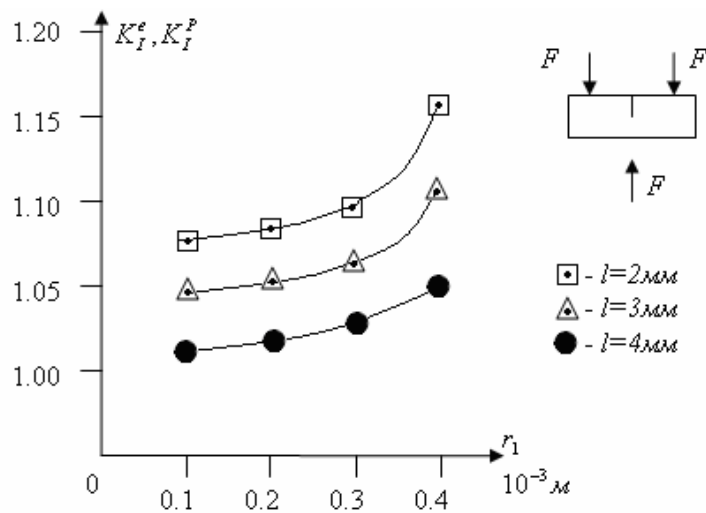 1.20
K_I^e, K_I^P
1.15
1.10
1.05
1.00
0
0.1
0.2
0.3
0.4
r₁
10⁻³ м
F
F
F
- l=2мм
- l=3мм
- l=4мм